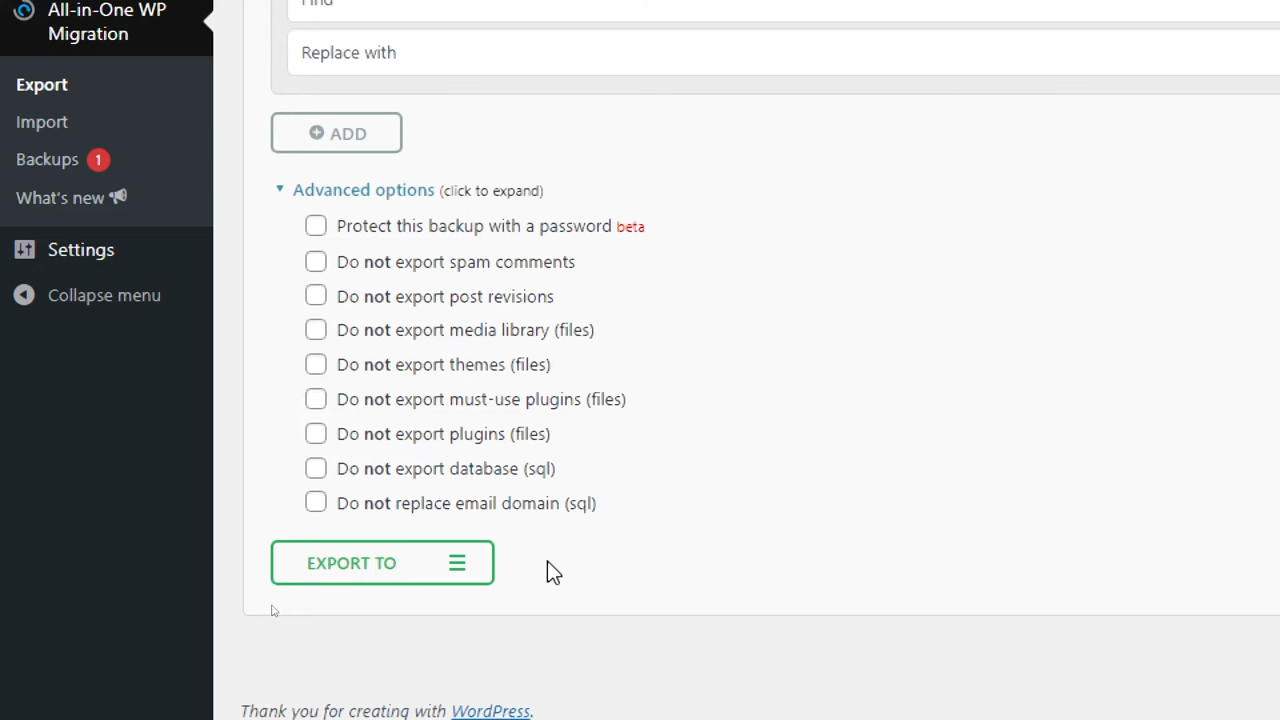 All-in-One WP
Migration
Export
Import
Backups 1
What's new
Settings
Collapse menu
Find
Replace with
ADD
Advanced options (click to expand)
Protect this backup with a password beta
Do not export spam comments
Do not export post revisions
Do not export media library (files)
Do not export themes (files)
Do not export must-use plugins (files)
Do not export plugins (files)
Do not export database (sql)
Do not replace email domain (sql)
EXPORT TO
Thank you for creating with WordPress.